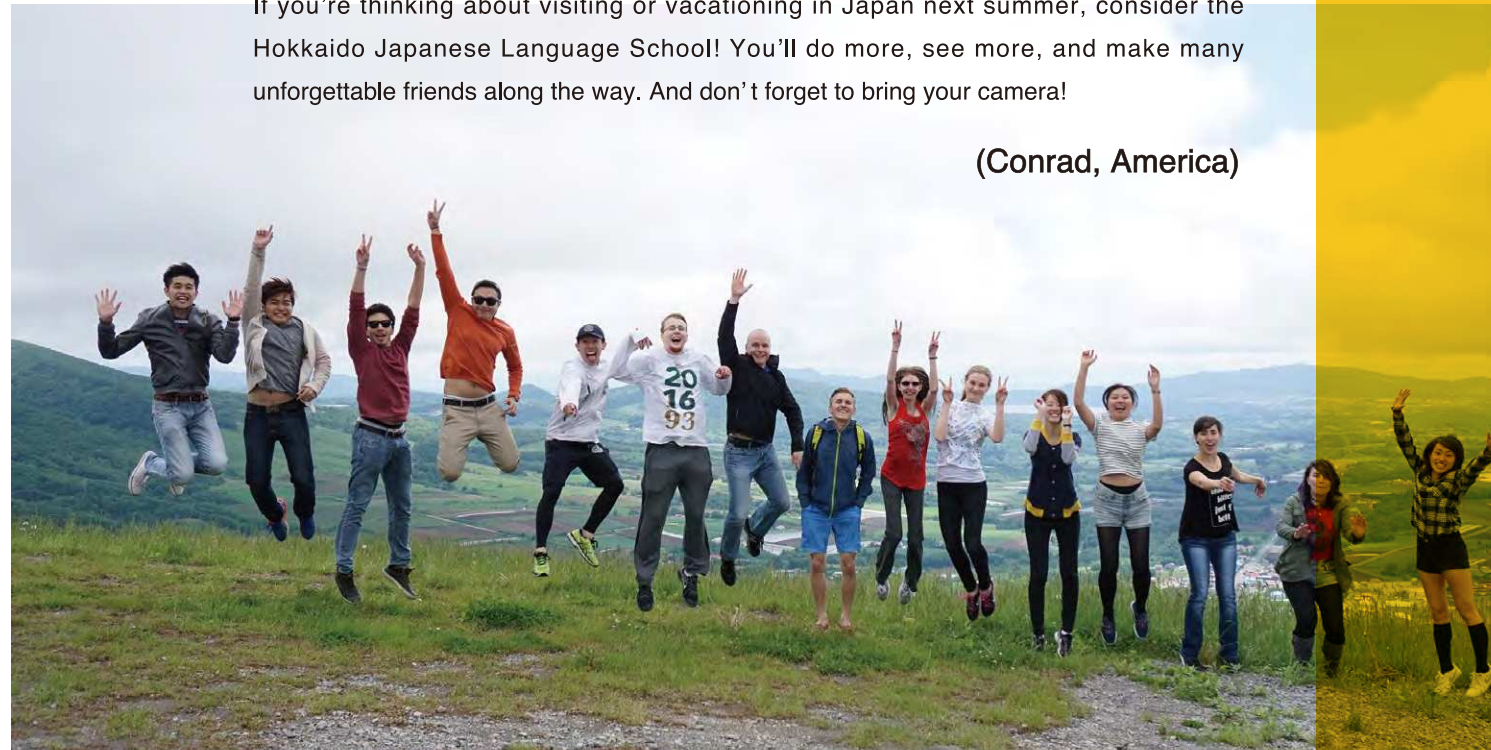 If you're thinking about visiting or vacationing in Japan next summer, consider the
Hokkaido Japanese Language School! You'll do more, see more, and make many
unforgettable friends along the way. And don't forget to bring your camera!
(Conrad, America)
20
16
93